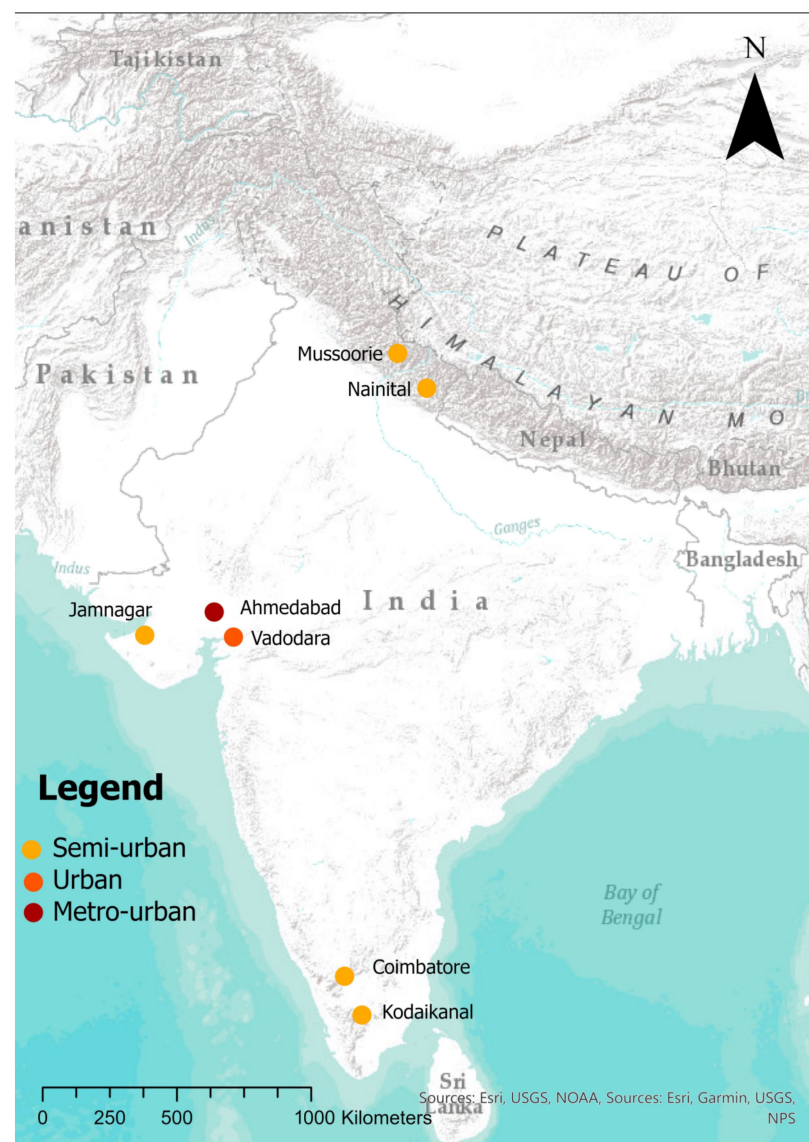 Tajikistan
N
anistan
Indus
PLATEAU OF
HIMALAYAN MO
Mussoorie
Pakistan
Nainital
Nepal
Bhutan
Ganges
Bangladesh
Indus
Jamnagar
Ahmedabad
India
Vadodara
Legend
Semi-urban
Urban
Metro-urban
Bay of
Bengal
Coimbatore
Kodaikanal
Sri
Lanka
0 250 500 1000 Kilometers
Sources: Esri, USGS, NOAA, Sources: Esri, Garmin, USGS,
NPS